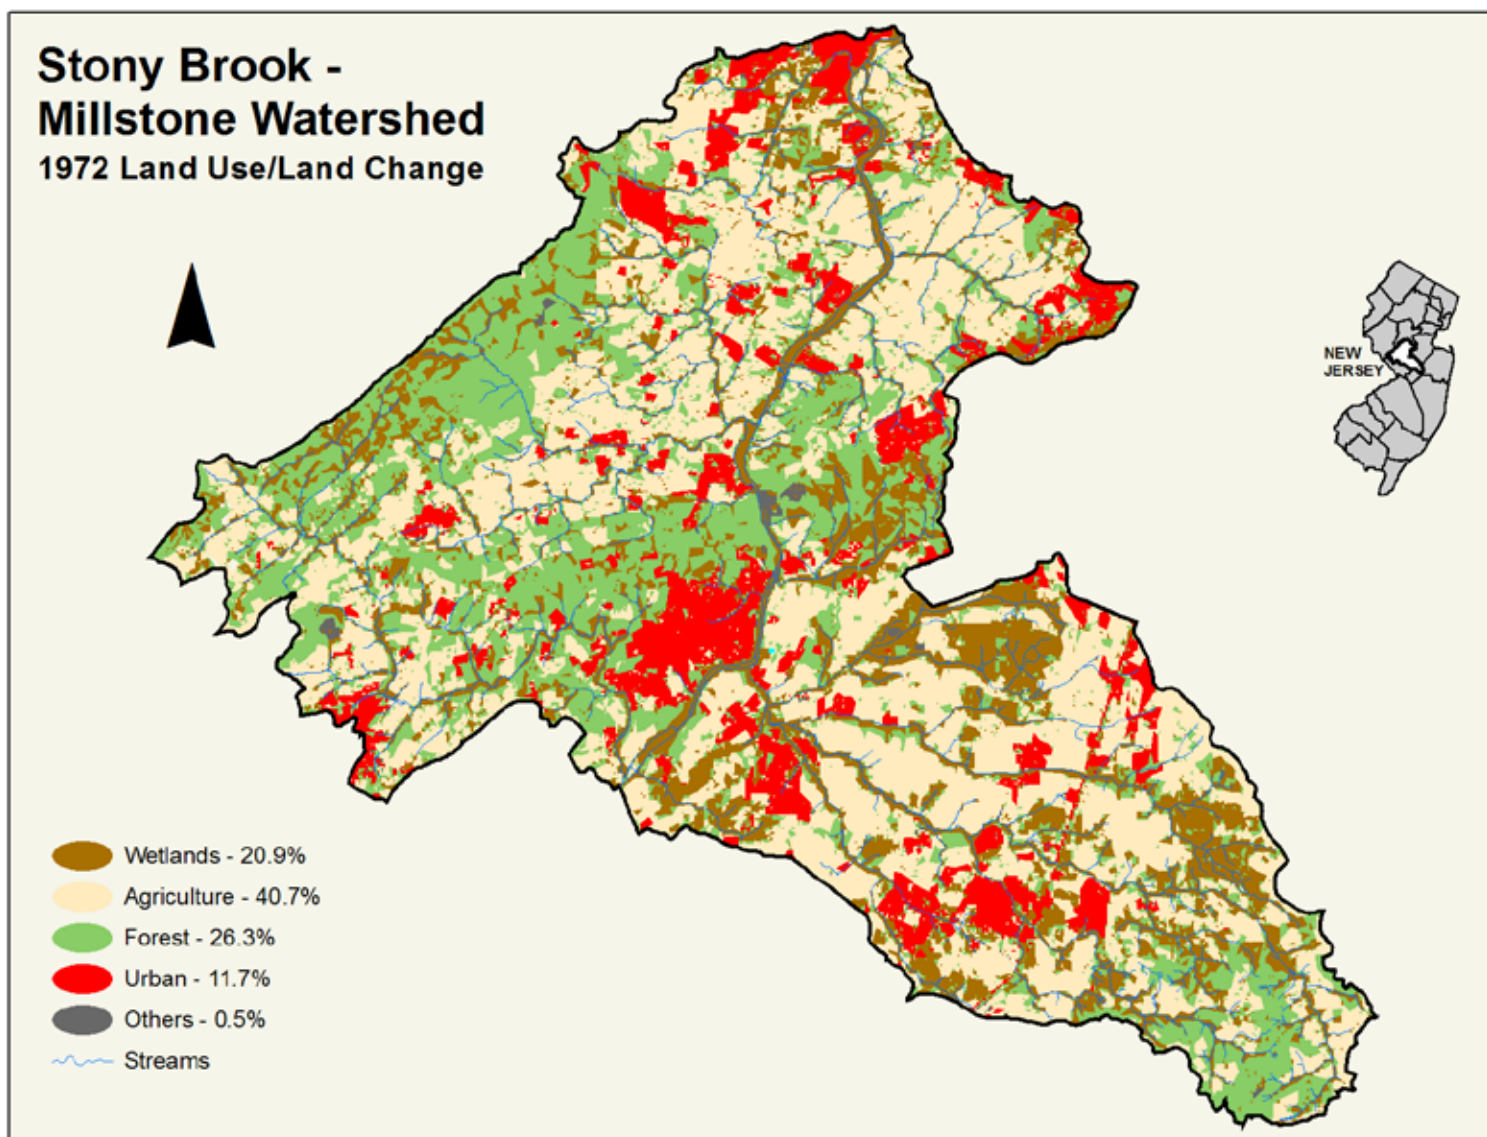 Stony Brook -
Millstone Watershed
1972 Land Use/Land Change
NEW
JERSEY
Wetlands - 20.9%
Agriculture - 40.7%
Forest - 26.3%
Urban - 11.7%
Others - 0.5%
Streams